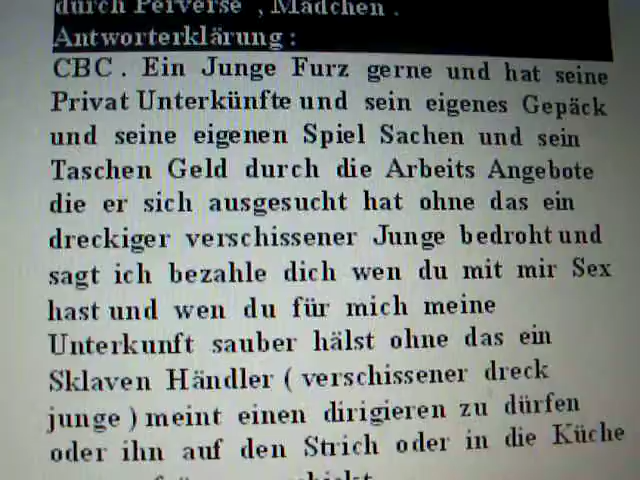 durch Perverse , Mädchen .
Antworterklärung :
CBC . Ein Junge Furz gerne und hat seine
Privat Unterkünfte und sein eigenes Gepäck
und seine eigenen Spiel Sachen und sein
Taschen Geld durch die Arbeits Angebote
die er sich ausgesucht hat ohne das ein
dreckiger verschissener Junge bedroht und
sagt ich bezahle dich wen du mit mir Sex
hast und wen du für mich meine
Unterkunft sauber hälst ohne das ein
Sklaven Händler ( verschissener dreck
junge ) meint einen dirigieren zu dürfen
oder ihn auf den Strich oder in die Küche